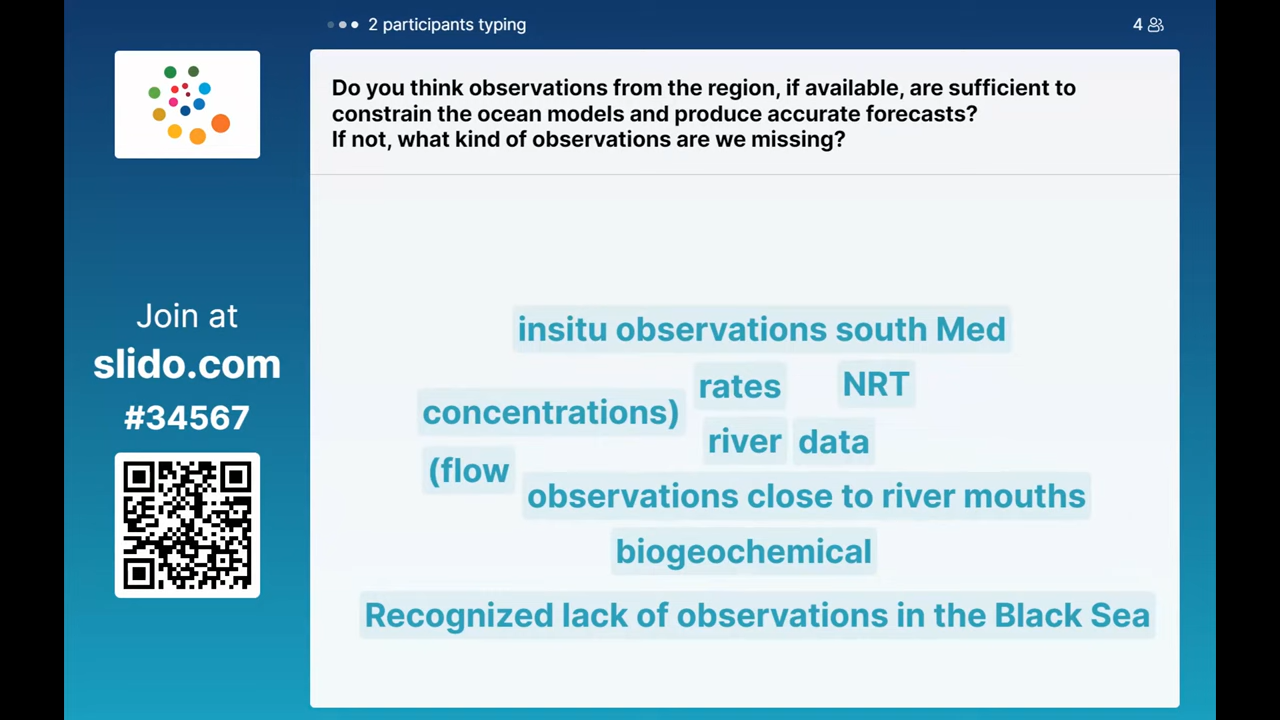 2 participants typing
4
Do you think observations from the region, if available, are sufficient to
constrain the ocean models and produce accurate forecasts?
If not, what kind of observations are we missing?
Join at
slido.com
#34567
insitu observations south Med
rates
NRT
concentrations)
river
data
(flow
observations close to river mouths
biogeochemical
Recognized lack of observations in the Black Sea